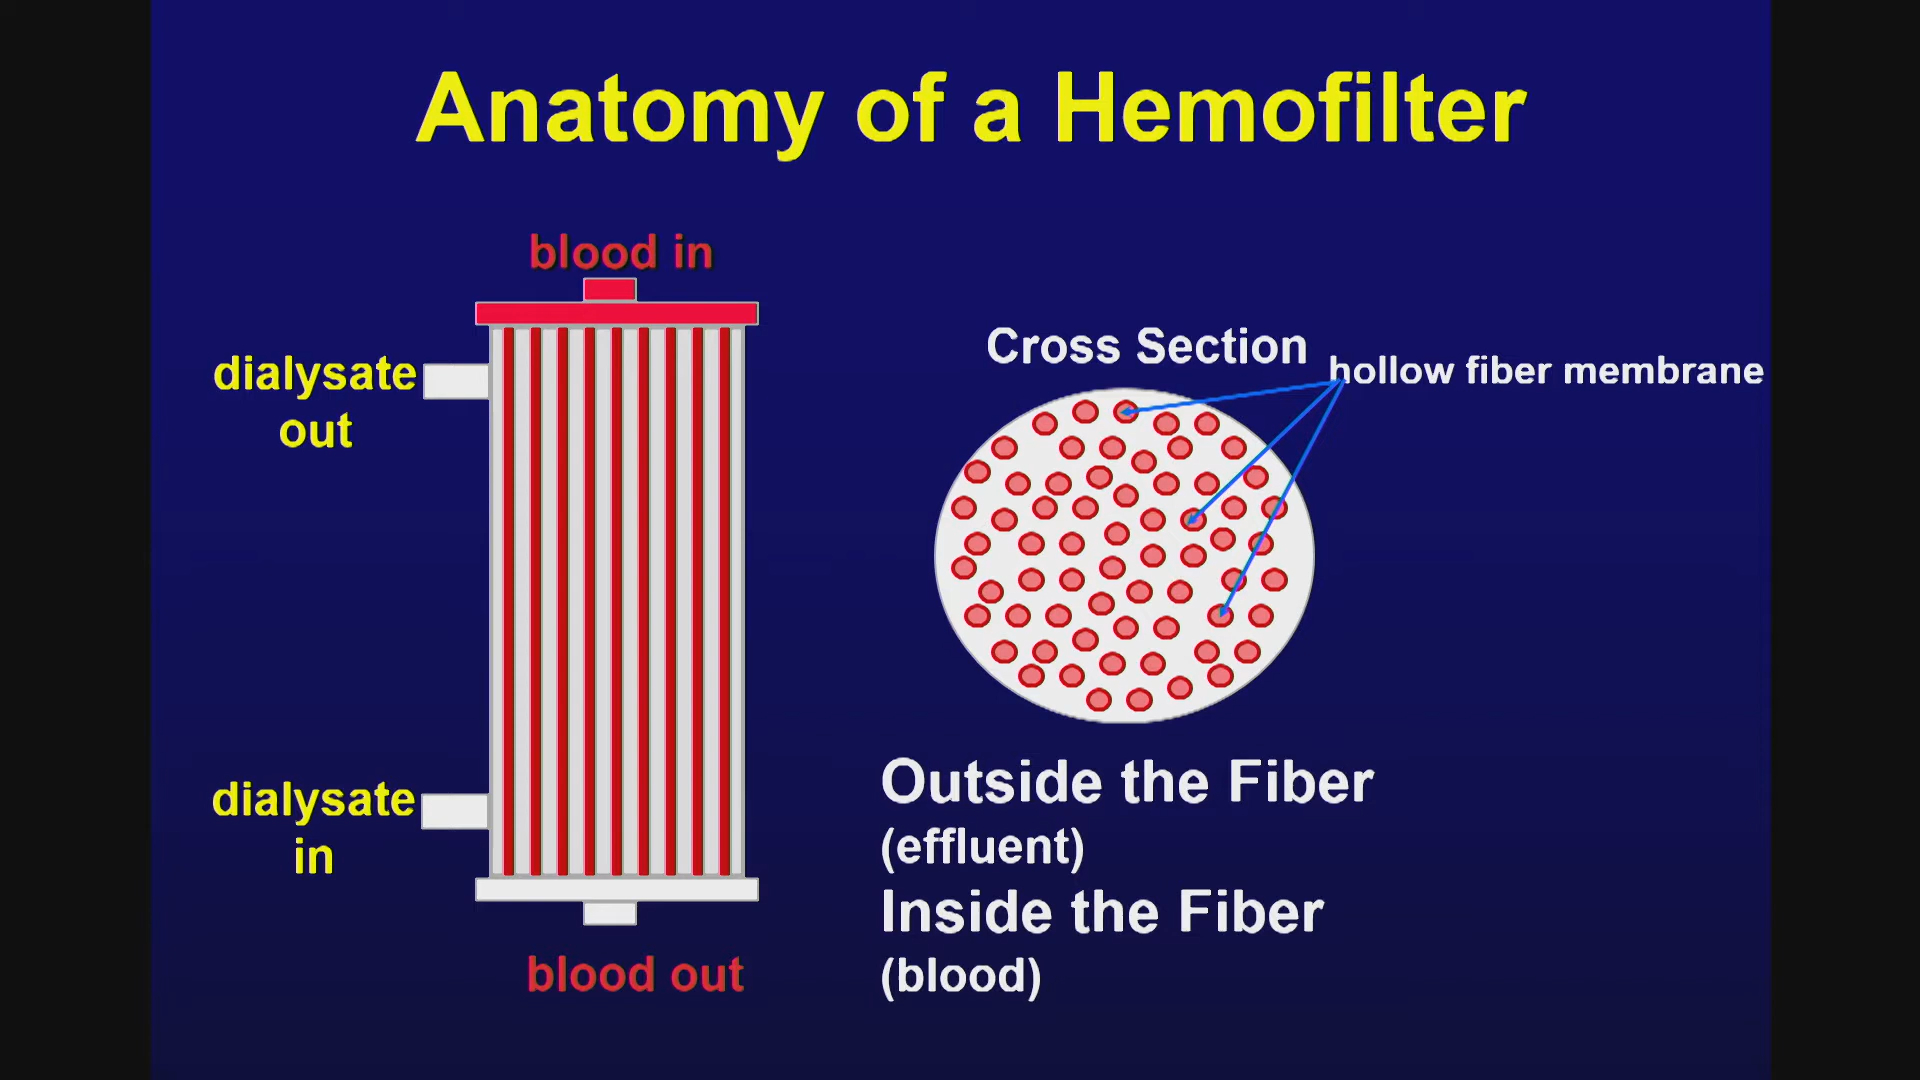 Anatomy of a Hemofilter
blood in
dialysate
out
Cross Section
hollow fiber membrane
dialysate
in
blood out
Outside the Fiber
(effluent)
Inside the Fiber
(blood)